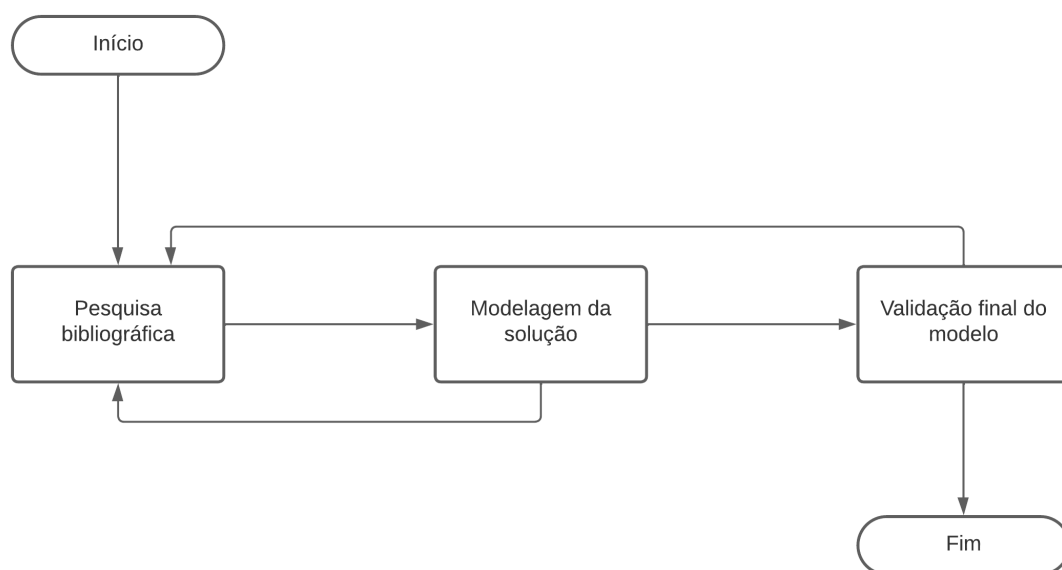 Início
Pesquisa
bibliográfica
Modelagem da
solução
Validação final do
modelo
Fim